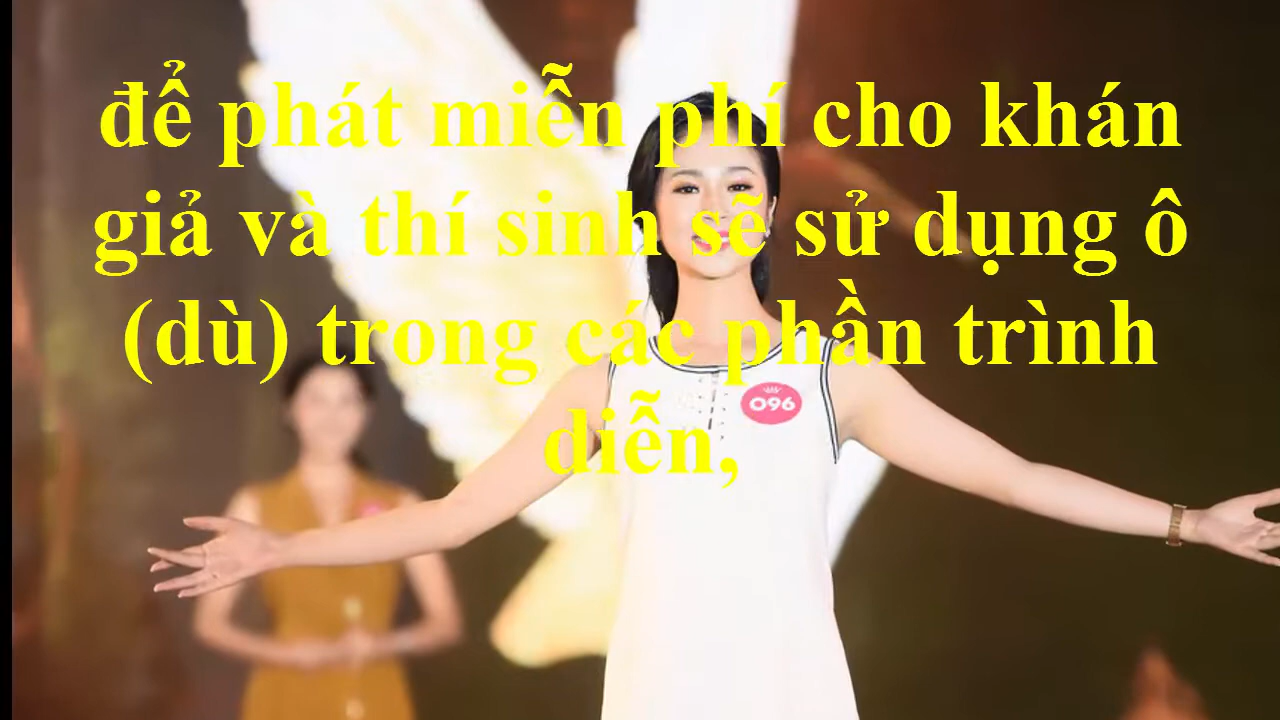 để phát miễn phí cho khán
giả và thí sinh sẽ sử dụng ô
(dù) trong các phần trình
diễn,
096